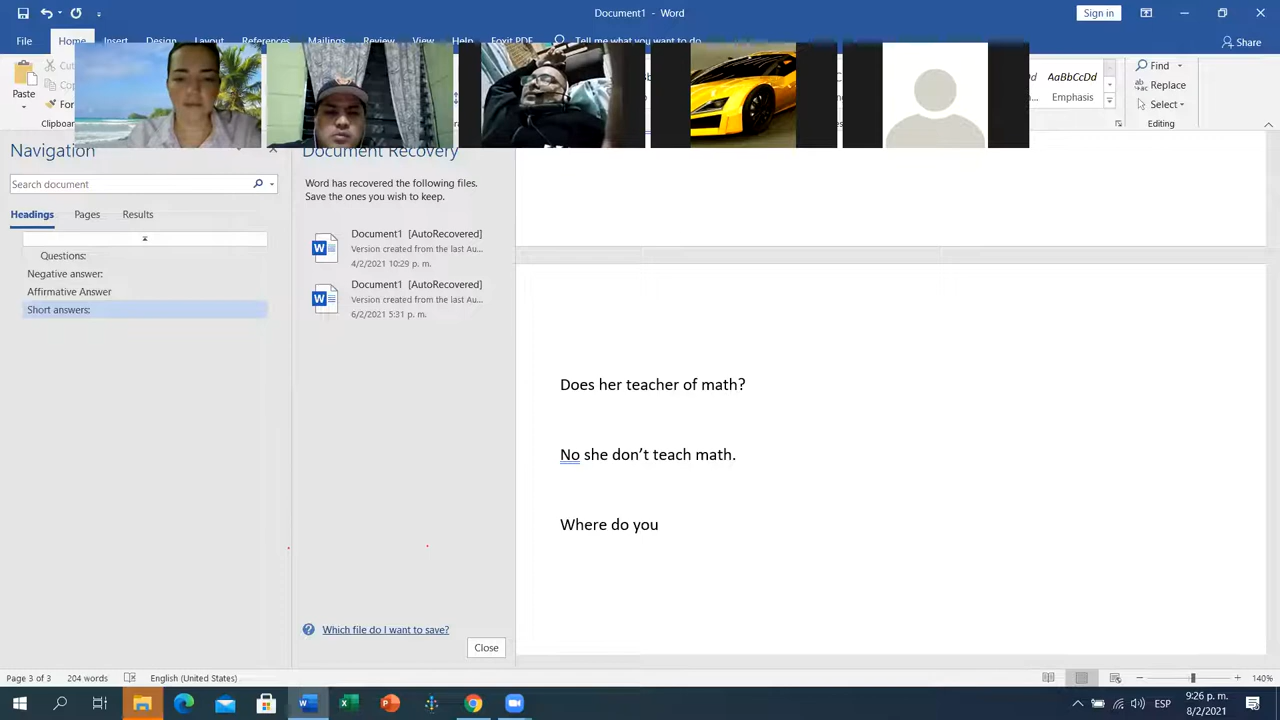 Document1 - Word
Sign in
File Home Insert Design Layout References Mailings Review View Foxit PDF Tell me what you want to do
Share
Paste
Cu
For
Clipboar
AaBbCcDd
Emphasis
Find
Replace
Select
Editing
Navigation
Search document
Headings Pages Results
Questions:
Negative answer:
Affirmative Answer
Short answers:
Document Recovery
Word has recovered the following files.
Save the ones you wish to keep.
Document1 [AutoRecovered]
Version created from the last Au...
4/2/2021 10:29 p. m.
Document1 [AutoRecovered]
Version created from the last Au...
6/2/2021 5:31 p. m.
Which file do I want to save?
Close
Does her teacher of math?
No she don’t teach math.
Where do you
Page 3 of 3 204 words English (United States)
140%
ESP
9:26 p. m.
8/2/2021